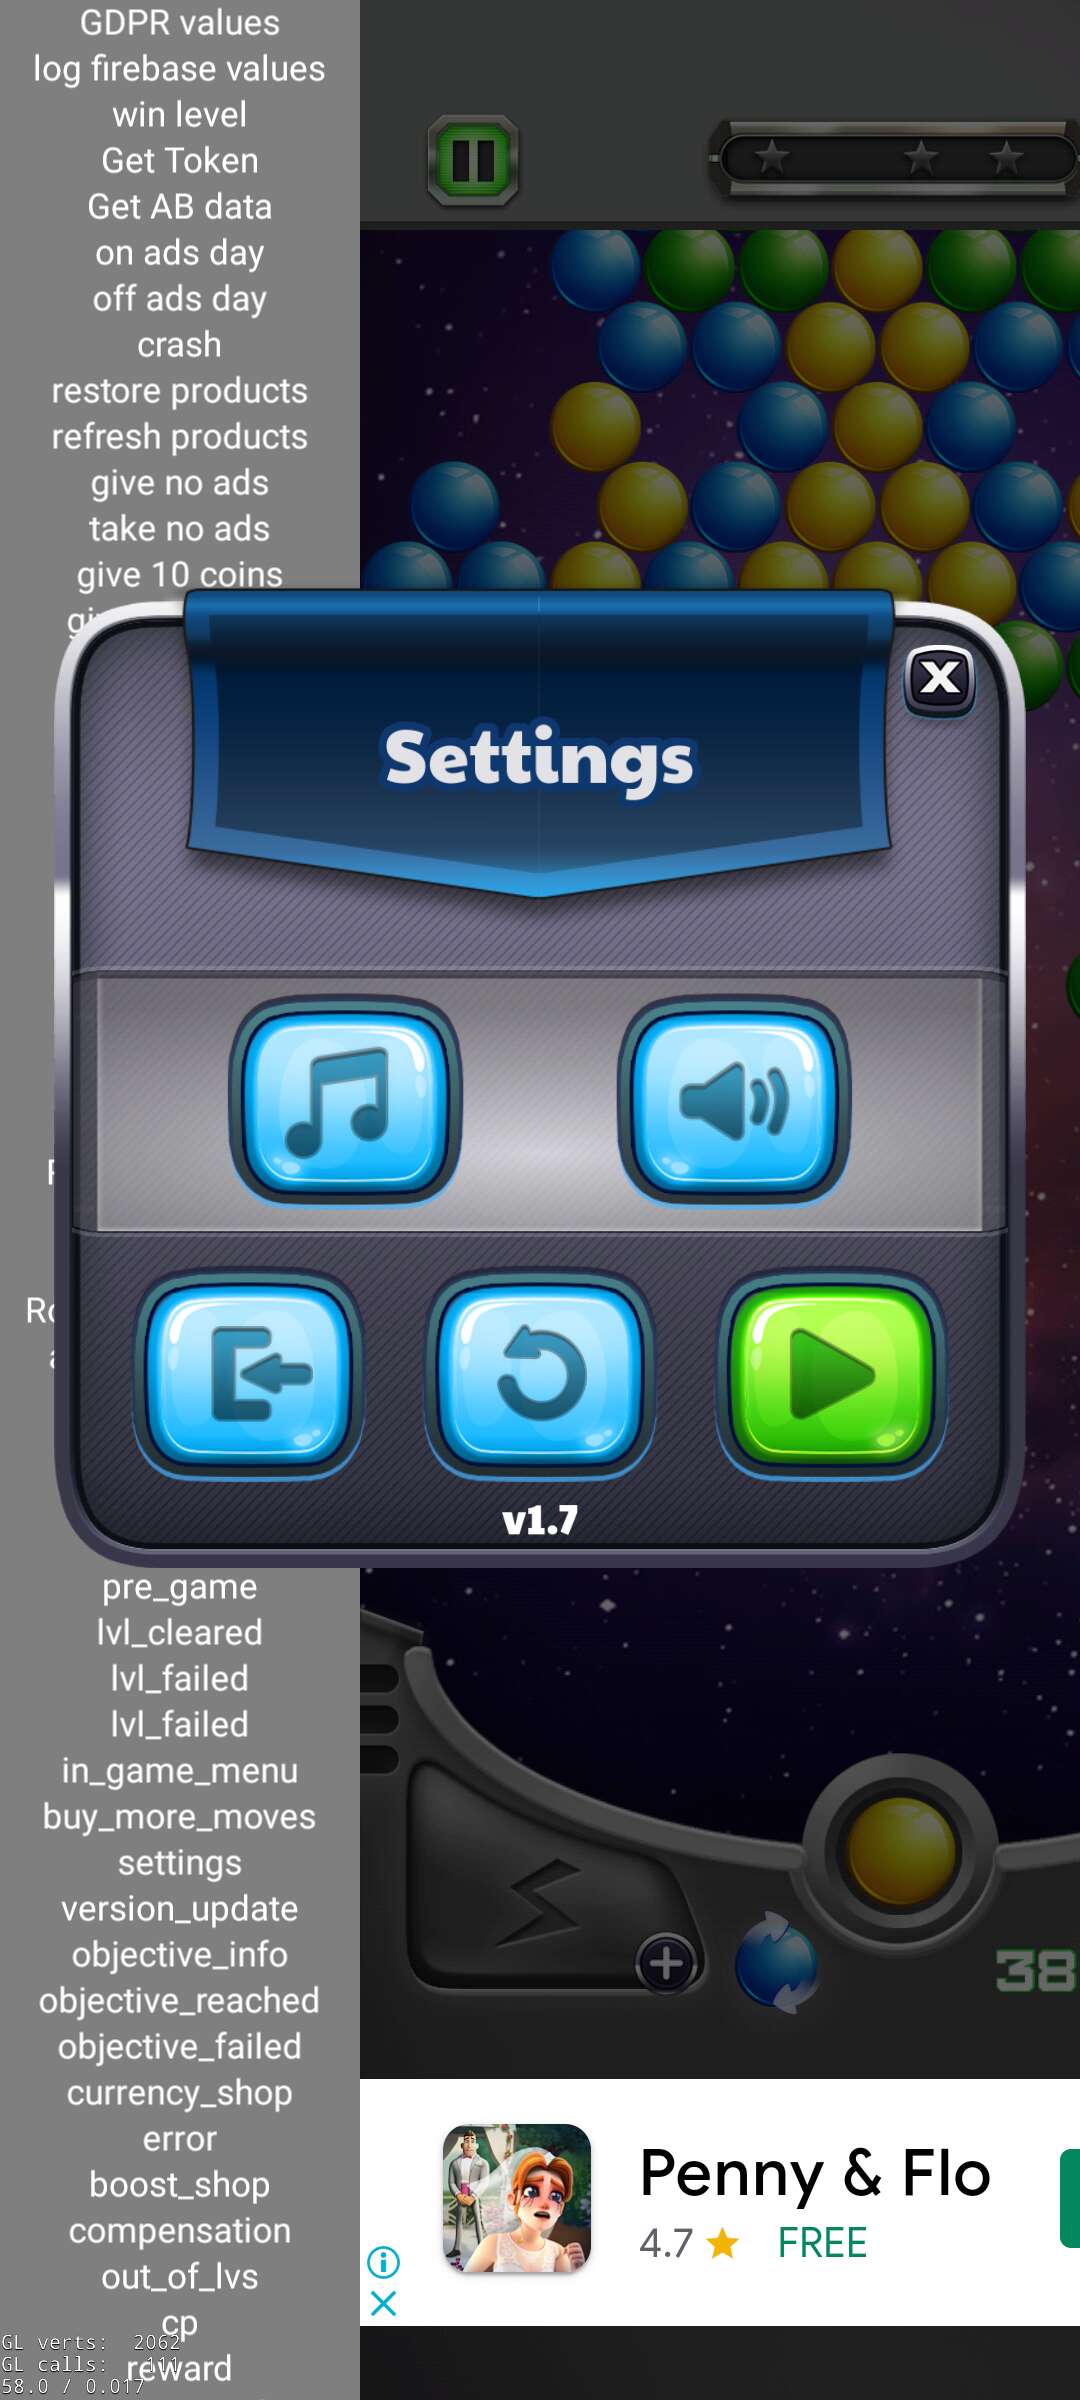 GDPR values
log firebase values
win level
Get Token
Get AB data
on ads day
off ads day
crash
restore products
refresh products
give no ads
take no ads
give 10 coins
Settings
v1.7
pre_game
lvl_cleared
lvl_failed
lvl_failed
in_game_menu
buy_more_moves
settings
version_update
objective_info
objective_reached
objective_failed
currency_shop
error
boost_shop
compensation
out_of_lvs
cp
reward
38
Penny & Flo
4.7 ★ FREE
GL verts: 2062
GL calls: 111
58.0 / 0.017